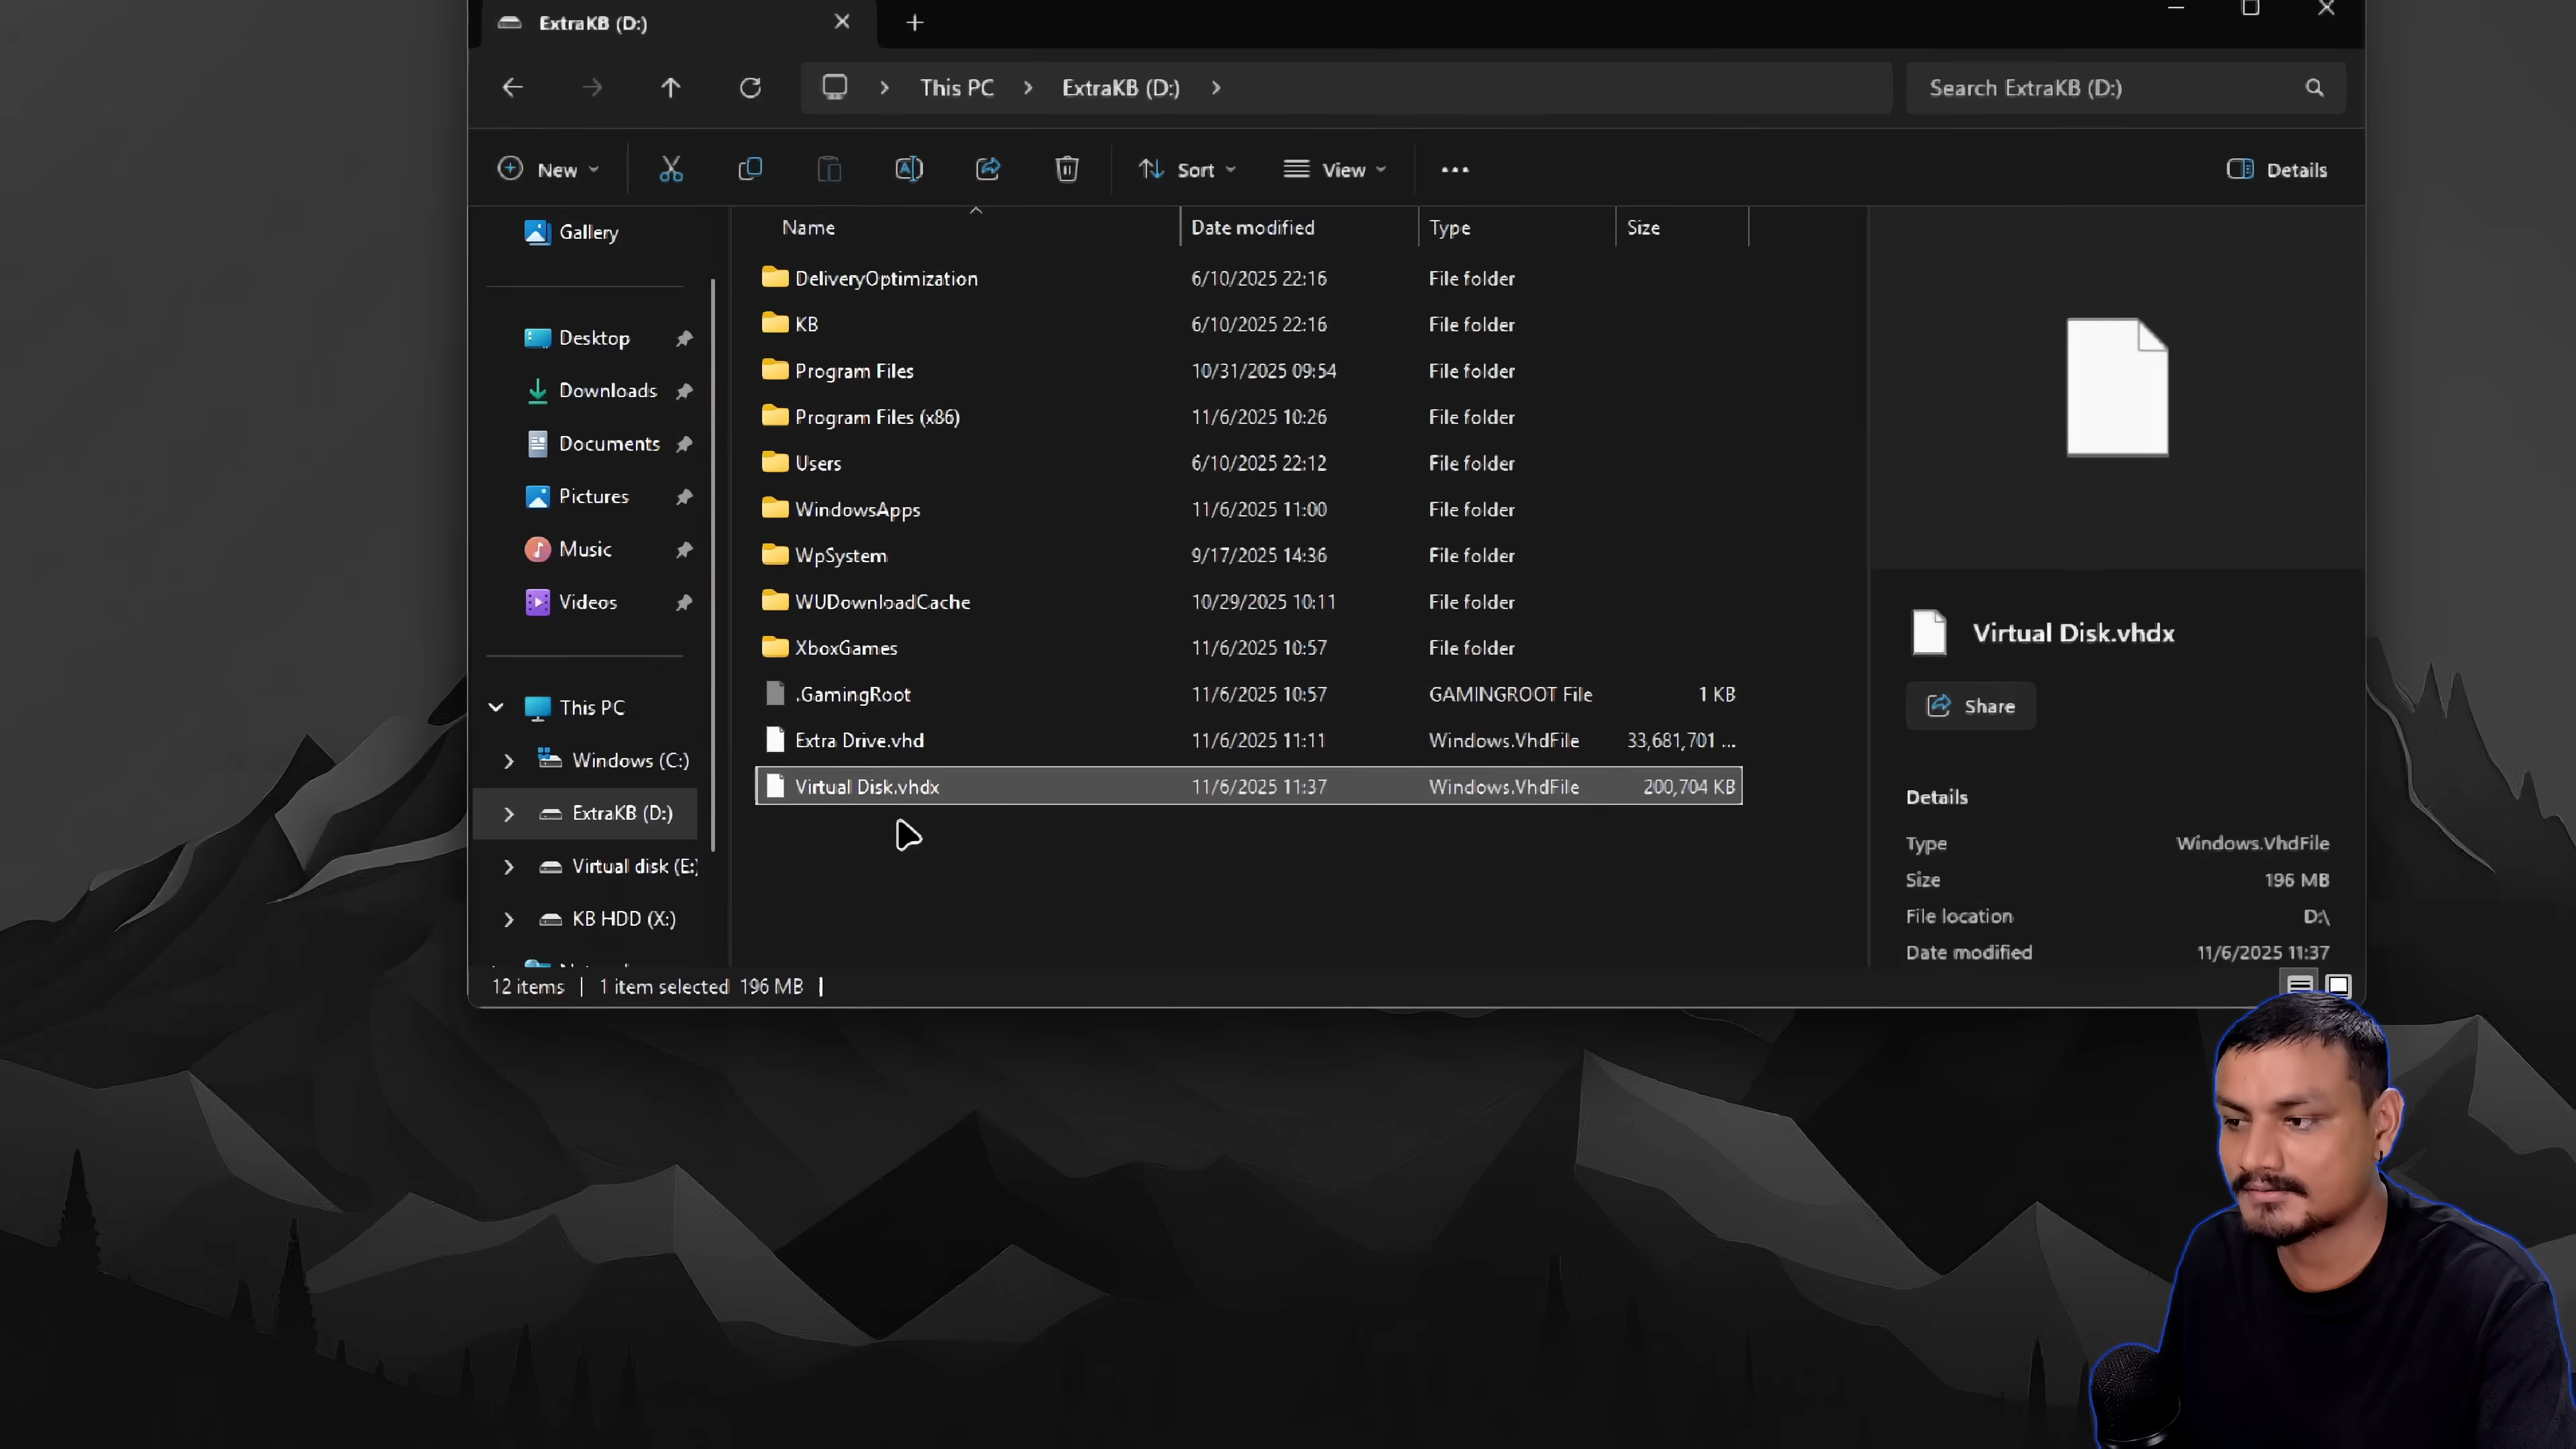 ExtraKB (D:)
This PC > ExtraKB (D:) >
Search ExtraKB (D:)
New
Sort
View
Details
Gallery
Desktop
Downloads
Documents
Pictures
Music
Videos
This PC
Windows (C:)
ExtraKB (D:)
Virtual disk (E:)
KB HDD (X:)
Name Date modified Type Size
DeliveryOptimization 6/10/2025 22:16 File folder
KB 6/10/2025 22:16 File folder
Program Files 10/31/2025 09:54 File folder
Program Files (x86) 11/6/2025 10:26 File folder
Users 6/10/2025 22:12 File folder
WindowsApps 11/6/2025 11:00 File folder
WpSystem 9/17/2025 14:36 File folder
WUDownloadCache 10/29/2025 10:11 File folder
XboxGames 11/6/2025 10:57 File folder
.GamingRoot 11/6/2025 10:57 GAMINGROOT File 1 KB
Extra Drive.vhd 11/6/2025 11:11 Windows.VhdFile 33,681,701 ...
Virtual Disk.vhdx 11/6/2025 11:37 Windows.VhdFile 200,704 KB
Virtual Disk.vhdx
Share
Details
Type Windows.VhdFile
Size 196 MB
File location D:\
Date modified 11/6/2025 11:37
12 items | 1 item selected 196 MB |